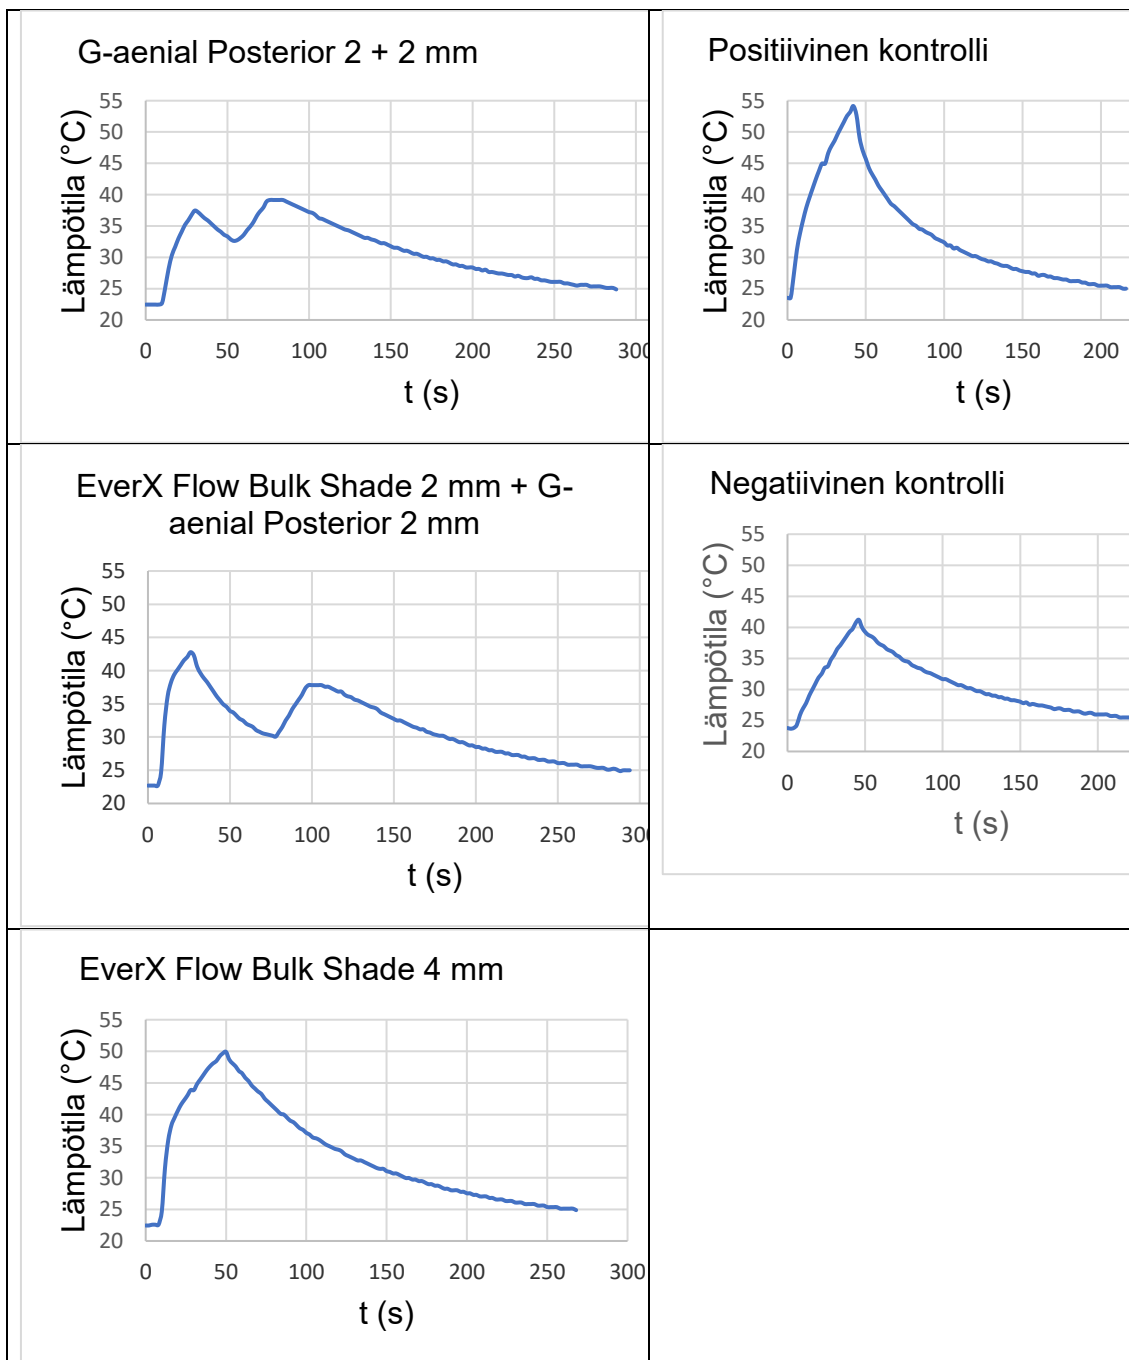 G-aenial Posterior 2 + 2 mm
Lämpötila (°C)
55
50
45
40
35
30
25
20
0 50 100 150 200 250 300
t (s)
Positiivinen kontrolli
Lämpötila (°C)
55
50
45
40
35
30
25
20
0 50 100 150 200
t (s)
EverX Flow Bulk Shade 2 mm + G-
aenial Posterior 2 mm
Lämpötila (°C)
55
50
45
40
35
30
25
20
0 50 100 150 200 250 300
t (s)
Negatiivinen kontrolli
Lämpötila (°C)
55
50
45
40
35
30
25
20
0 50 100 150 200
t (s)
EverX Flow Bulk Shade 4 mm
Lämpötila (°C)
55
50
45
40
35
30
25
20
0 50 100 150 200 250 300
t (s)